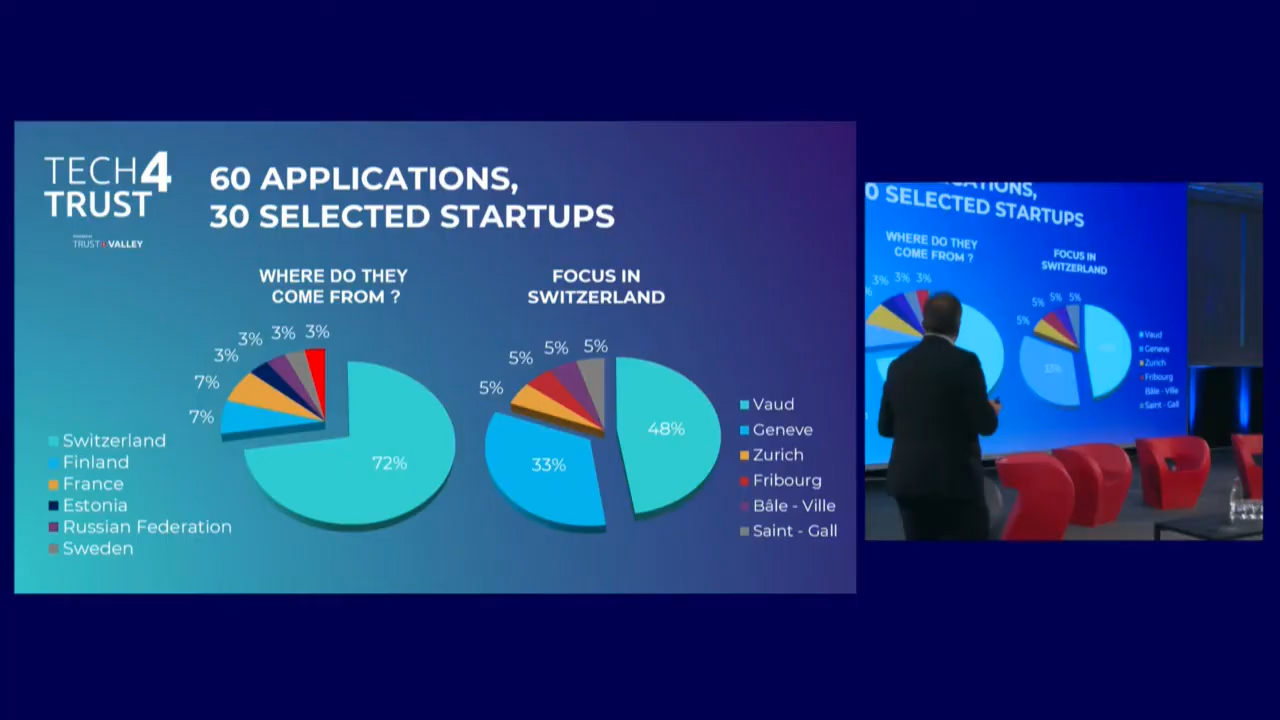 TECH4
TRUST
TRUST VALLEY
60 APPLICATIONS,
30 SELECTED STARTUPS
WHERE DO THEY
COME FROM ?
3% 3% 3%
3%
7%
7%
72%
Switzerland
Finland
France
Estonia
Russian Federation
Sweden
FOCUS IN
SWITZERLAND
5% 5%
5%
5%
48%
33%
Vaud
Geneve
Zurich
Fribourg
Bâle - Ville
Saint - Gall
0 SELECTED STARTUPS
WHERE DO THEY
COME FROM ?
3% 3% 3%
FOCUS IN
SWITZERLAND
5% 5% 5%
5%
33%
Vaud
Geneve
Zurich
Fribourg
Bâle - Ville
Saint - Gall